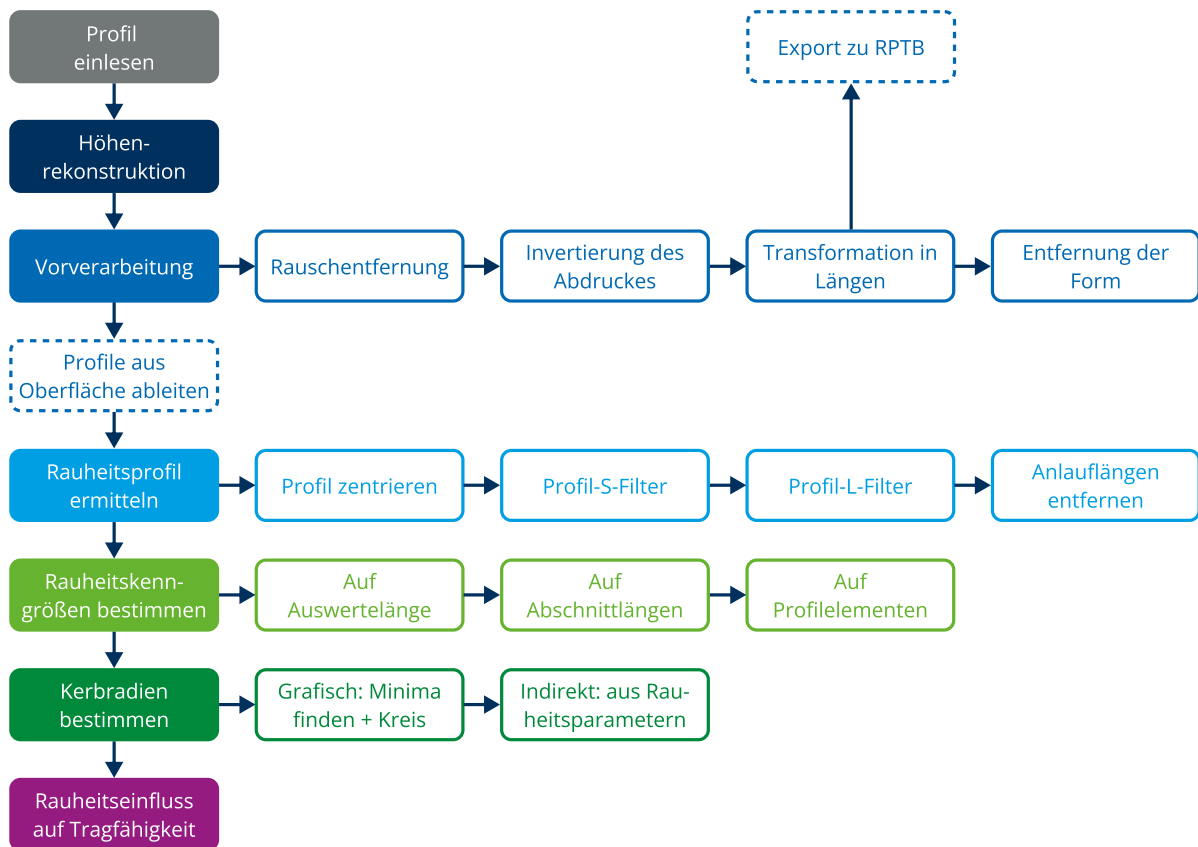 Profil
einlesen
Export zu RPTB
Höhen-
rekonstruktion
Vorverarbeitung
Rauschentfernung
Invertierung des
Abdruckes
Transformation in
Längen
Entfernung der
Form
Profile aus
Oberfläche ableiten
Rauheitsprofil
ermitteln
Profil zentrieren
Profil-S-Filter
Profil-L-Filter
Anlauflängen
entfernen
Rauheitskenn-
größen bestimmen
Auf
Auswertelänge
Auf
Abschnittlängen
Auf
Profilelementen
Kerbradien
bestimmen
Grafisch: Minima
finden + Kreis
Indirekt: aus Rau-
heitsparametern
Rauheitseinfluss
auf Tragfähigkeit